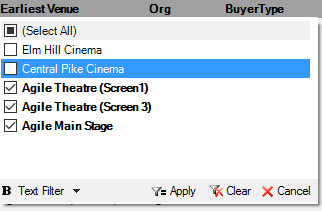 Earliest Venue Org BuyerType
(Select All)
Elm Hill Cinema
Central Pike Cinema
Agile Theatre (Screen1)
Agile Theatre (Screen 3)
Agile Main Stage
B Text Filter Apply Clear Cancel